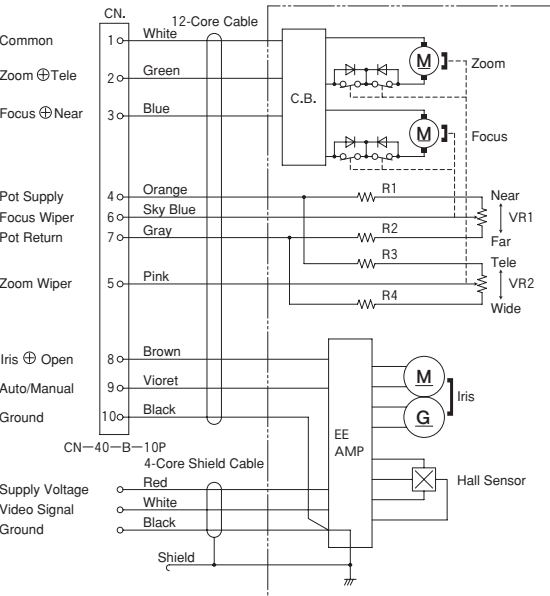 CN.
12-Core Cable
Common 1 White
Zoom ⊕Tele 2 Green
Focus ⊕Near 3 Blue
C.B.
M Zoom
M Focus
Pot Supply 4 Orange R1 Near
Focus Wiper 6 Sky Blue VR1
Pot Return 7 Gray R2 Far
R3 Tele
Zoom Wiper 5 Pink VR2
R4 Wide
Iris ⊕ Open 8 Brown
Auto/Manual 9 Vioret
Ground 10 Black
M
G
Iris
EE
AMP
CN-40-B-10P
4-Core Shield Cable
Supply Voltage Red
Video Signal White
Ground Black
Hall Sensor
Shield